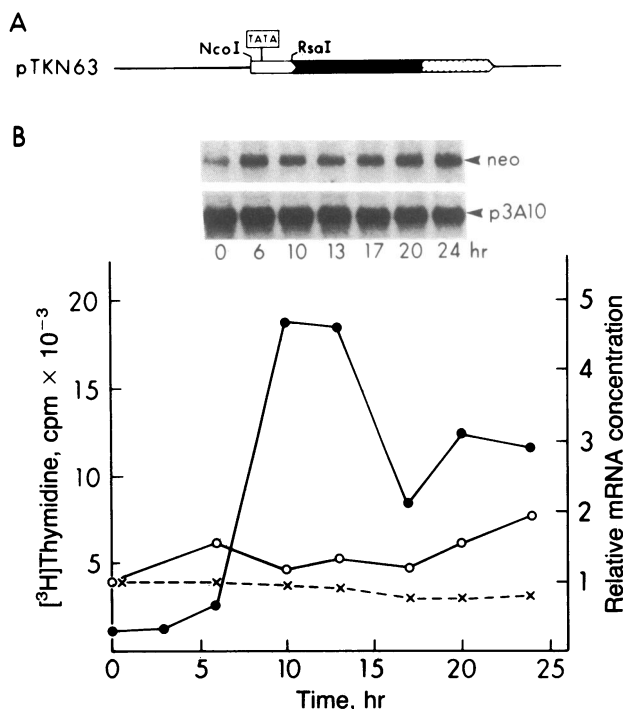 A
TATA
NcoI
RsaI
pTKN63
B
neo
p3A10
0 6 10 13 17 20 24 hr
[³H]Thymidine, cpm × 10⁻³
20
15
10
5
Relative mRNA concentration
5
4
3
2
1
0 5 10 15 20 25
Time, hr